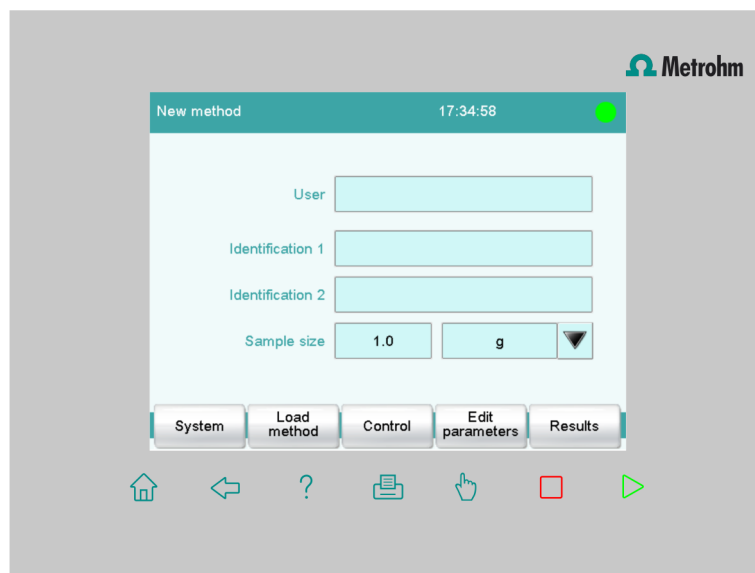 Metrohm
New method 17:34:58
User
Identification 1
Identification 2
Sample size 1.0 g
System Load method Control Edit parameters Results
?